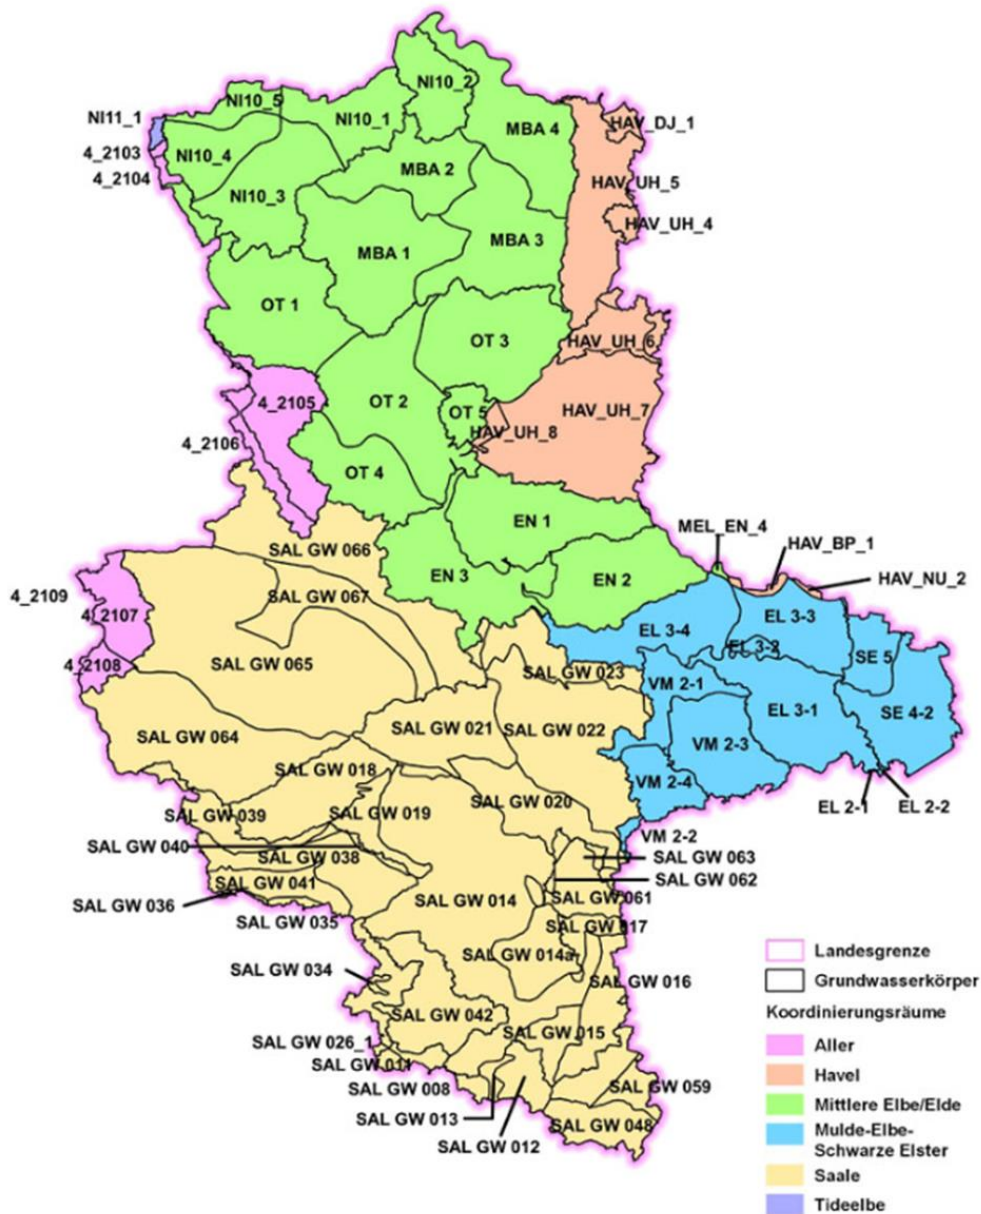 NI10_2
NI10_5
NI11_1
NI10_1
MBA 4
HAV_DJ_1
4_2103
NI10_4
4_2104
MBA 2
HAV_UH_5
NI10_3
HAV_UH_4
MBA 3
MBA 1
OT 1
OT 3
HAV_UH_6
4_2105
OT 2
OT 5
HAV_UH_7
HAV_UH_8
4_2106
OT 4
EN 1
MEL_EN_4
HAV_BP_1
SAL GW 066
EN 3
EN 2
HAV_NU_2
4_2109
SAL GW 067
4_2107
EL 3-3
EL 3-4
EL 3-2
SE 5
4_2108
SAL GW 065
SAL GW 023
VM 2-1
EL 3-1
SE 4-2
SAL GW 064
SAL GW 021
SAL GW 022
VM 2-3
SAL GW 018
VM 2-4
SAL GW 020
EL 2-1
EL 2-2
SAL GW 039
SAL GW 019
VM 2-2
SAL GW 040
SAL GW 038
SAL GW 063
SAL GW 062
SAL GW 041
SAL GW 036
SAL GW 014
SAL GW 061
SAL GW 035
SAL GW 017
SAL GW 014a
SAL GW 034
SAL GW 016
SAL GW 042
SAL GW 015
SAL GW 026_1
SAL GW 011
SAL GW 008
SAL GW 059
SAL GW 013
SAL GW 048
SAL GW 012
Landesgrenze
Grundwasserkörper
Koordinierungsräume
Aller
Havel
Mittlere Elbe/Elde
Mulde-Elbe-
Schwarze Elster
Saale
Tideelbe